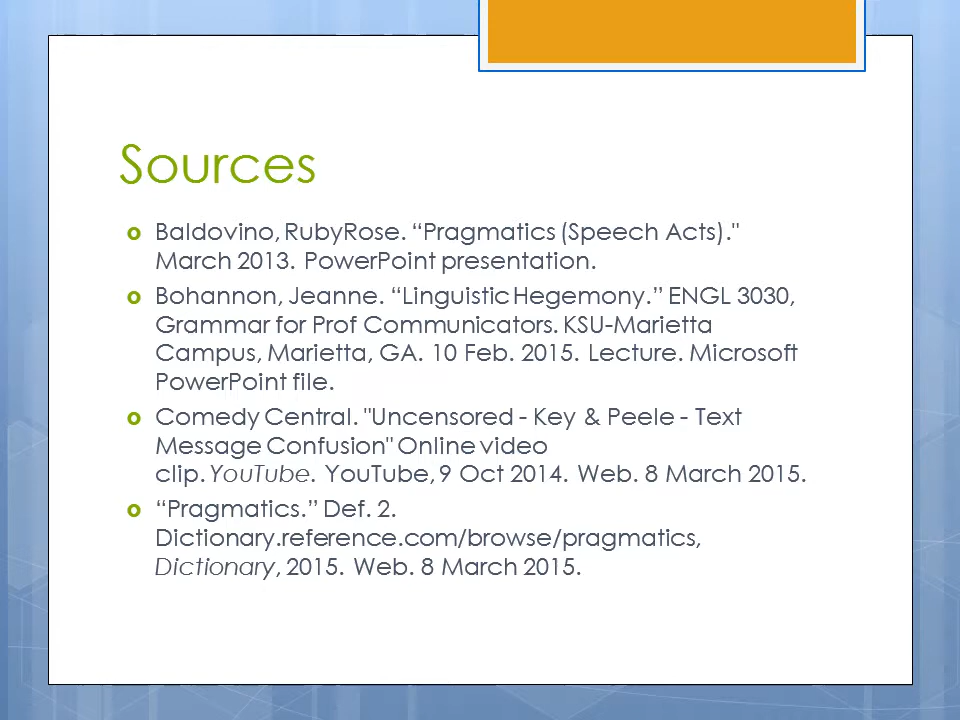 Sources
Baldovino, RubyRose. “Pragmatics (Speech Acts)."
March 2013. PowerPoint presentation.
Bohannon, Jeanne. “Linguistic Hegemony.” ENGL 3030,
Grammar for Prof Communicators. KSU-Marietta
Campus, Marietta, GA. 10 Feb. 2015. Lecture. Microsoft
PowerPoint file.
Comedy Central. "Uncensored - Key & Peele - Text
Message Confusion" Online video
clip. YouTube. YouTube, 9 Oct 2014. Web. 8 March 2015.
“Pragmatics.” Def. 2.
Dictionary.reference.com/browse/pragmatics,
Dictionary, 2015. Web. 8 March 2015.